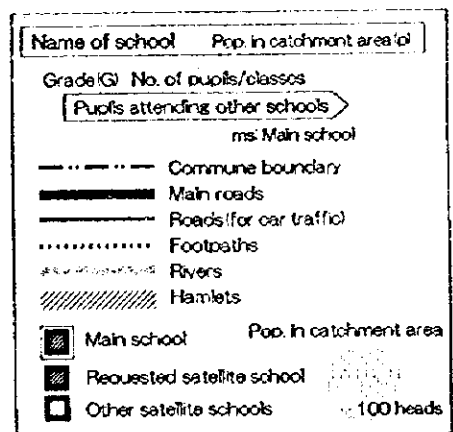 Name of school Pop. in catchment area(p)
Grade(G) No. of pupils/classes
Pupils attending other schools
ms: Main school
Commune boundary
Main roads
Roads(for car traffic)
Footpaths
Rivers
Hamlets
Main school Pop. in catchment area
Requested satellite school
Other satellite schools 100 heads